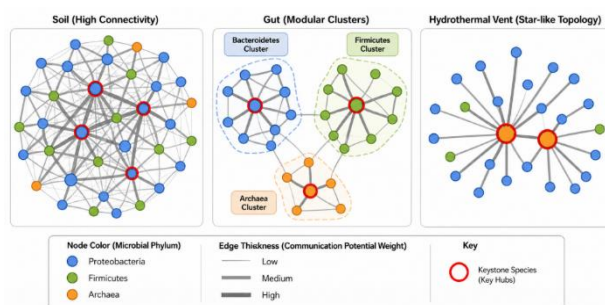 Soil (High Connectivity)
Gut (Modular Clusters)
Hydrothermal Vent (Star-like Topology)
Bacteroidetes
Cluster
Firmicutes
Cluster
Archaea
Cluster
Node Color (Microbial Phylum)
Proteobacteria
Firmicutes
Archaea
Edge Thickness (Communication Potential Weight)
Low
Medium
High
Key
Keystone Species
(Key Hubs)